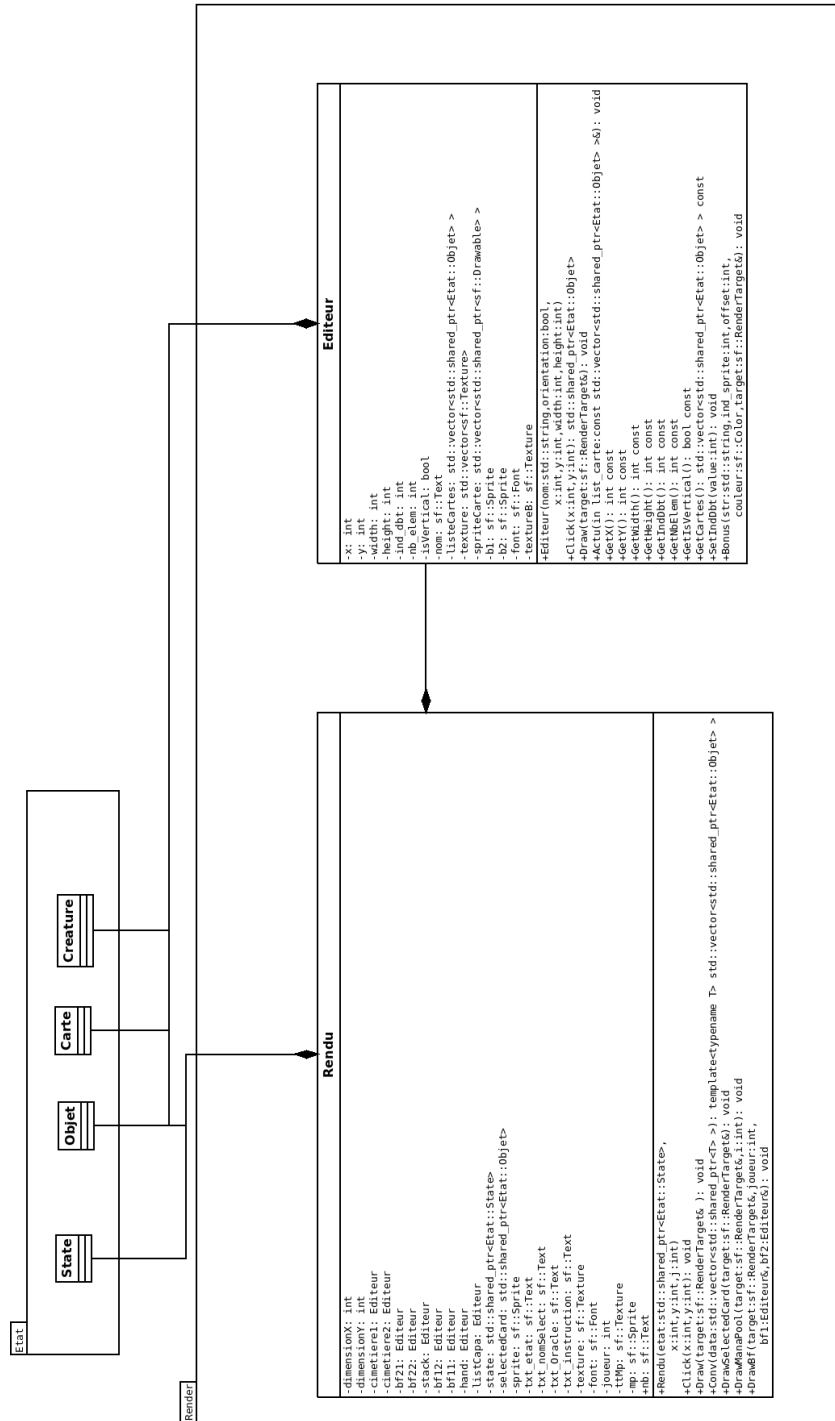 Etat
State
Objet
Carte
Creature
Render
Rendu
-dimensionX: int
-dimensionY: int
-cimetiere1: Editeur
-cimetiere2: Editeur
-bf21: Editeur
-bf22: Editeur
-stack: Editeur
-bf12: Editeur
-bf11: Editeur
-hand: Editeur
-listCapa: Editeur
-state: std::shared_ptr<Etat::State>
-selectedCard: std::shared_ptr<Etat::Objet>
-sprite: sf::Sprite
-txt_etat: sf::Text
-txt_nomSelect: sf::Text
-txt_Oracle: sf::Text
-txt_instruction: sf::Text
-texture: sf::Texture
-font: sf::Font
-joueur: int
-ttMp: sf::Texture
-mp: sf::Sprite
+nb: sf::Text
+Rendu(etat:std::shared_ptr<Etat::State>,
x:int,y:int,j:int)
+Click(x:int,y:int): void
+Draw(target:sf::RenderTarget& ): void
+Conv(data:std::vector<std::shared_ptr<T> >): template<typename T> std::vector<std::shared_ptr<Etat::Objet> >
+DrawSelectedCard(target:sf::RenderTarget&): void
+DrawManaPool(target:sf::RenderTarget&,i:int): void
+DrawBf(target:sf::RenderTarget&,joueur:int,
bf1:Editeur&,bf2:Editeur&): void
Editeur
-x: int
-y: int
-width: int
-height: int
-ind_dbt: int
-nb_elem: int
-isVertical: bool
-nom: sf::Text
-listeCartes: std::vector<std::shared_ptr<Etat::Objet> >
-texture: std::vector<sf::Texture>
-spriteCarte: std::vector<std::shared_ptr<sf::Drawable> >
-b1: sf::Sprite
-b2: sf::Sprite
-font: sf::Font
-textureB: sf::Texture
+Editeur(nom:std::string,orientation:bool,
x:int,y:int,width:int,height:int)
+Click(x:int,y:int): std::shared_ptr<Etat::Objet>
+Draw(target:sf::RenderTarget&): void
+Actu(in list_carte:const std::vector<std::shared_ptr<Etat::Objet> >&): void
+GetX(): int const
+GetY(): int const
+GetWidth(): int const
+GetHeight(): int const
+GetIndDbt(): int const
+GetNbElem(): int const
+GetIsVertical(): bool const
+GetCartes(): std::vector<std::shared_ptr<Etat::Objet> > const
+SetIndDbt(value:int): void
+Bonus(str:std::string,ind_sprite:int,offset:int,
couleur:sf::Color,target:sf::RenderTarget&): void